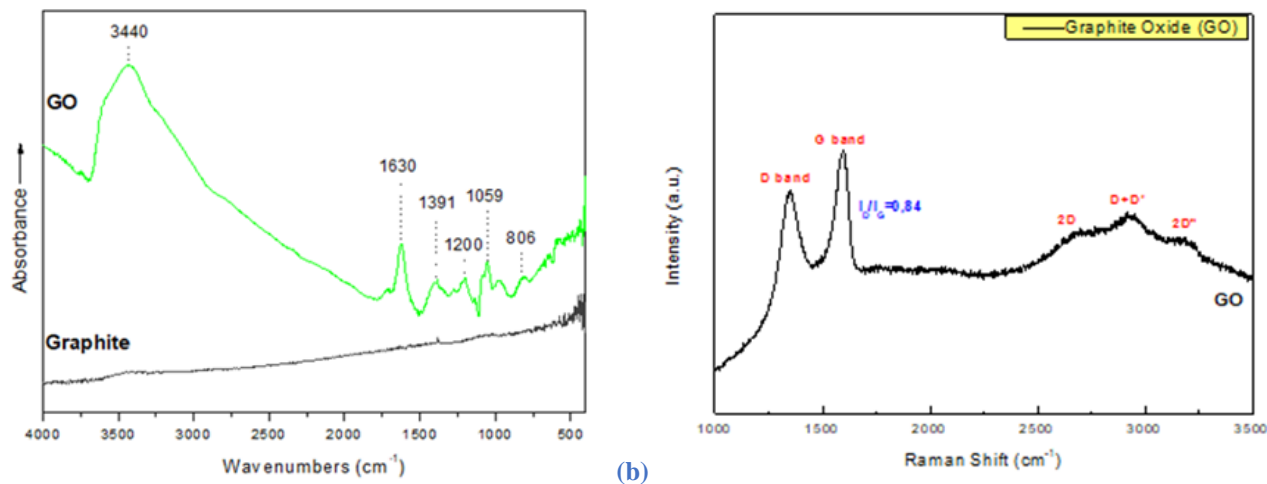 3440
GO
1630
1391
1059
1200
806
Graphite
Absorbance
4000 3500 3000 2500 2000 1500 1000 500
Wavenumbers (cm⁻¹)
(b)
Graphite Oxide (GO)
G band
D band
I_D/I_G=0,84
2D
D+D'
2D"
GO
Intensity (a.u.)
1000 1500 2000 2500 3000 3500
Raman Shift (cm⁻¹)